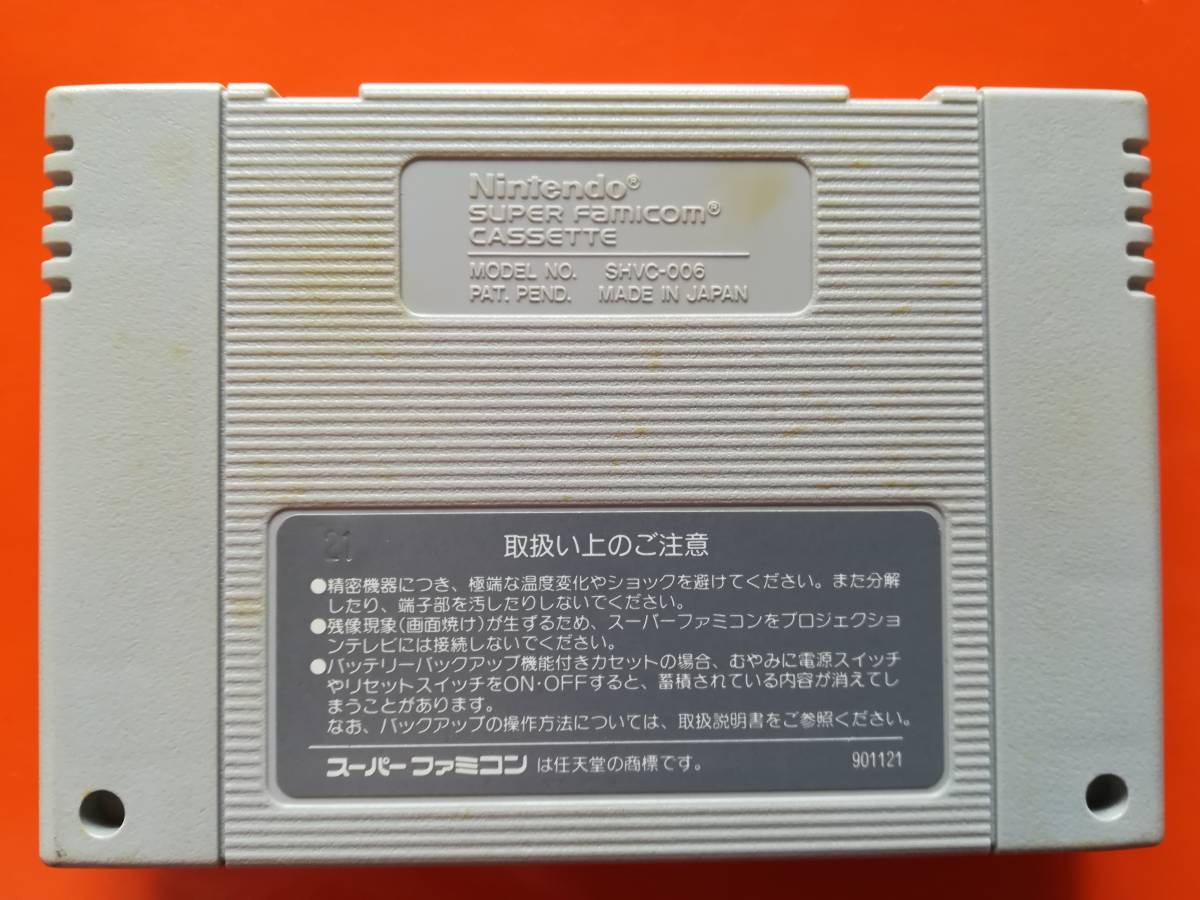 Nintendo®
SUPER FAMICOM®
CASSETTE
MODEL NO. SHVC-006
PAT. PEND. MADE IN JAPAN
21
取扱い上のご注意
●精密機器につき、極端な温度変化やショックを避けてください。また分解
したり、端子部を汚したりしないでください。
●残像現象(画面焼け)が生ずるため、スーパーファミコンをプロジェクショ
ンテレビには接続しないでください。
●バッテリーバックアップ機能付きカセットの場合、むやみに電源スイッチ
やリセットスイッチをON・OFFすると、蓄積されている内容が消えてし
まうことがあります。
なお、バックアップの操作方法については、取扱説明書をご参照ください。
スーパーファミコン は任天堂の商標です。 901121